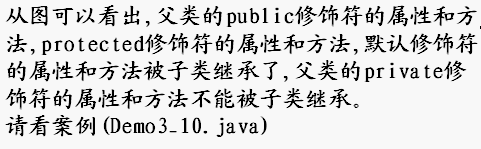 从图可以看出,父类的public修饰符的属性和方
法,protected修饰符的属性和方法,默认修饰符
的属性和方法被子类继承了,父类的private修
饰符的属性和方法不能被子类继承。
请看案例(Demo3_10.java)